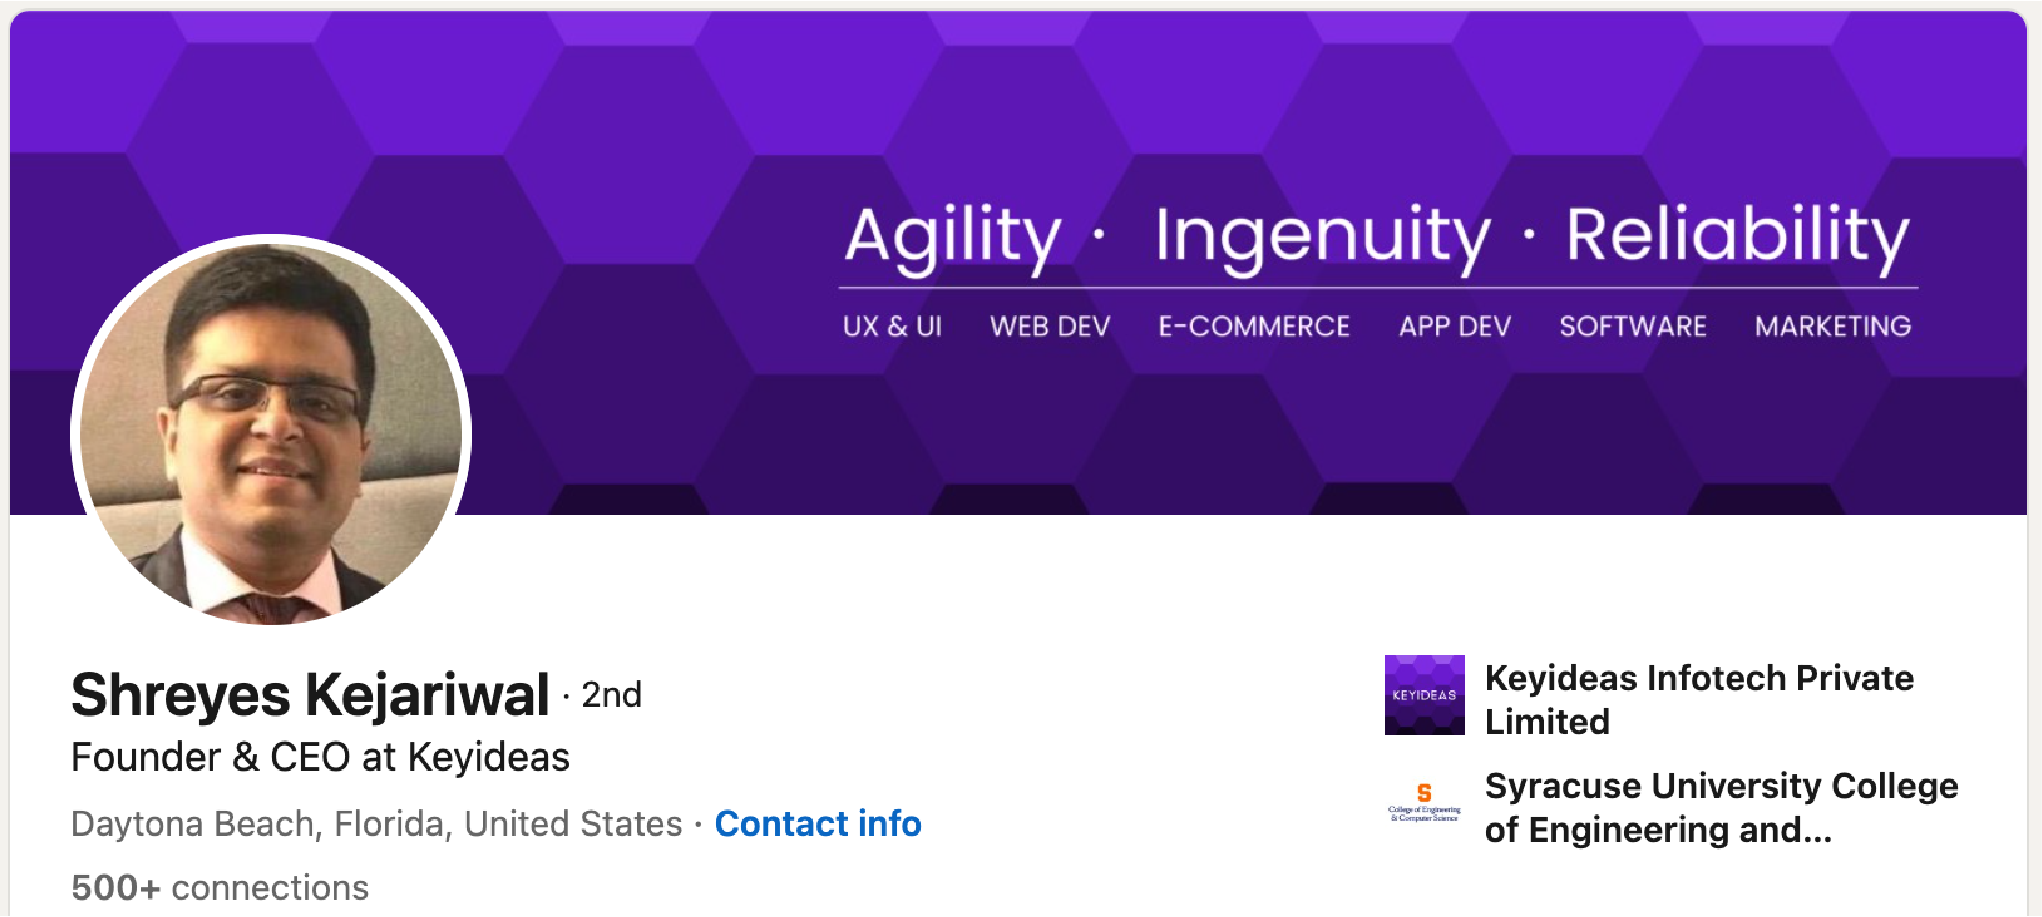 Agility · Ingenuity · Reliability
UX & UI WEB DEV E-COMMERCE APP DEV SOFTWARE MARKETING
Shreyes Kejariwal · 2nd
Founder & CEO at Keyideas
Daytona Beach, Florida, United States · Contact info
500+ connections
KEYIDEAS
Keyideas Infotech Private
Limited
S
College of Engineering
& Computer Science
Syracuse University College
of Engineering and...